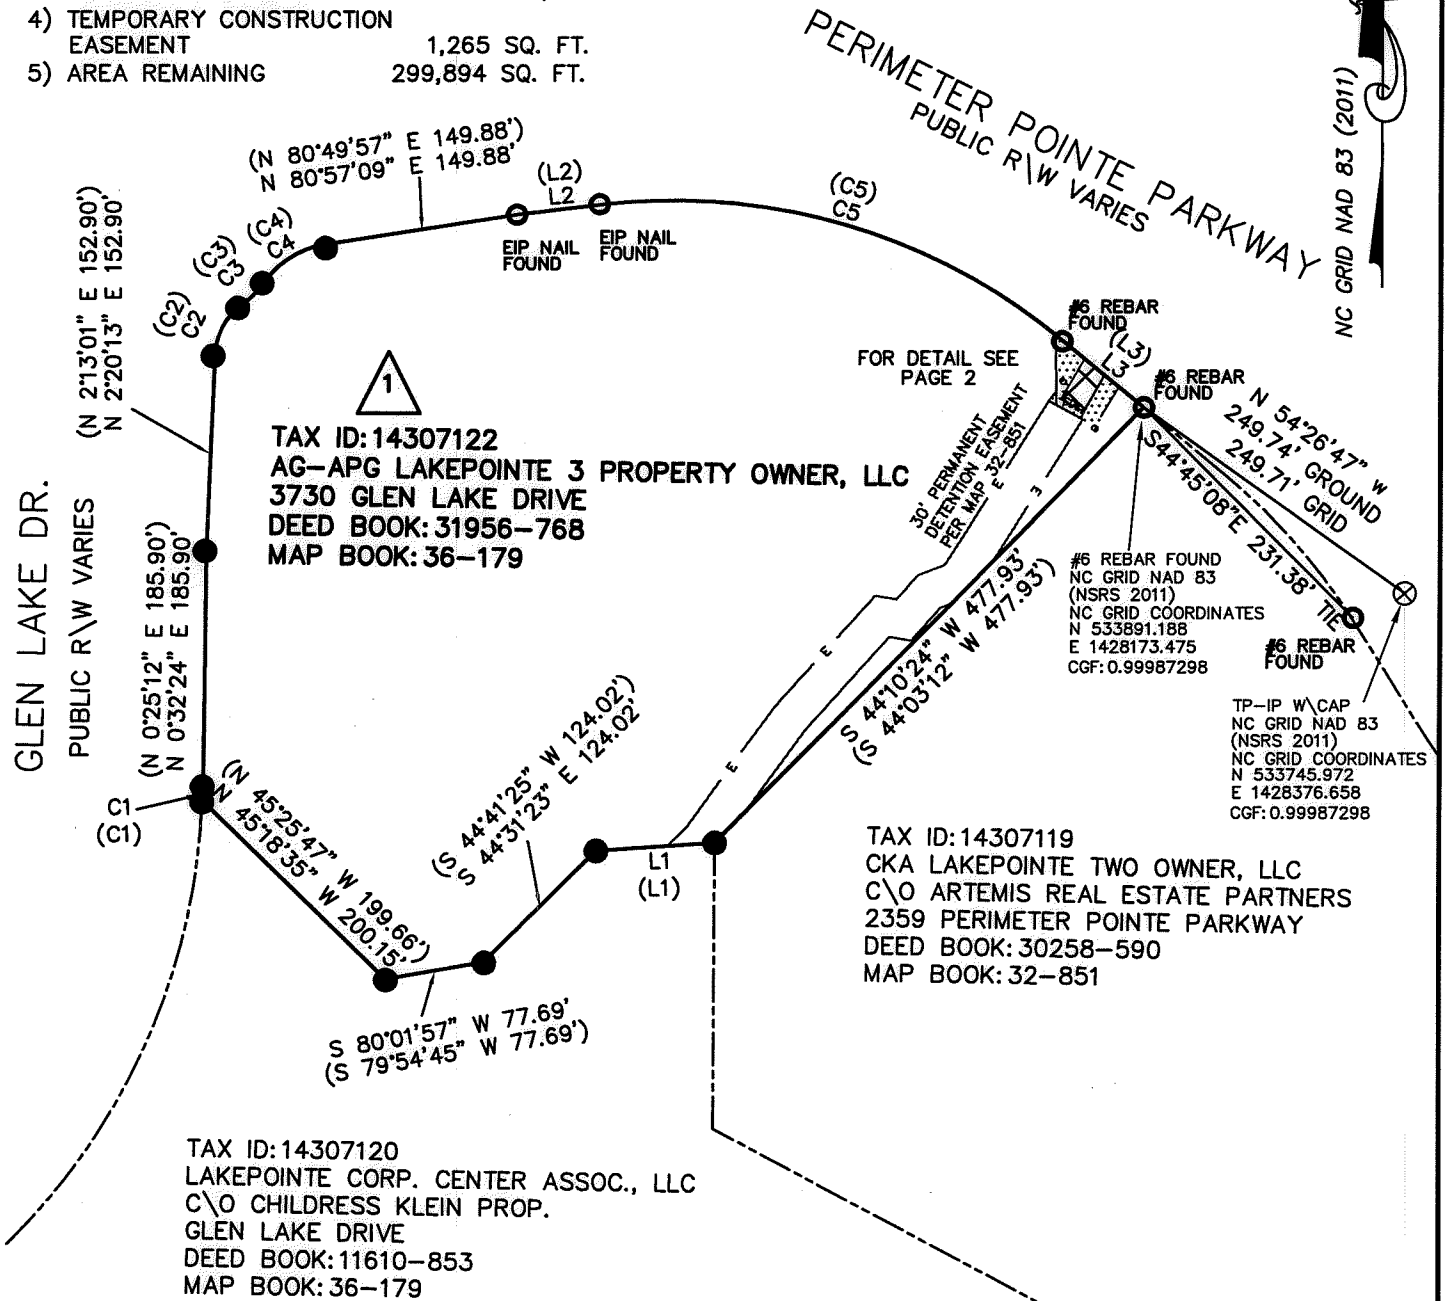 4) TEMPORARY CONSTRUCTION
EASEMENT 1,265 SQ. FT.
5) AREA REMAINING 299,894 SQ. FT.
PERIMETER POINTE PARKWAY
PUBLIC R\W VARIES
NC GRID NAD 83 (2011)
(N 80°49'57" E 149.88')
N 80°57'09" E 149.88'
(L2)
L2
(C5)
C5
EIP NAIL
FOUND
EIP NAIL
FOUND
(C4)
C4
(C3)
C3
(C2)
C2
(N 2°13'01" E 152.90')
N 2°20'13" E 152.90'
#6 REBAR
FOUND
(L3)
L3
FOR DETAIL SEE
PAGE 2
#6 REBAR
FOUND
1
TAX ID:14307122
AG-APG LAKEPOINTE 3 PROPERTY OWNER, LLC
3730 GLEN LAKE DRIVE
DEED BOOK:31956-768
MAP BOOK:36-179
30' PERMANENT
DETENTION EASEMENT
PER MAP 32-851
E
3
N 54°26'47" W
249.74' GROUND
249.71' GRID
S44°45'08"E 231.38' TIE
GLEN LAKE DR.
PUBLIC R\W VARIES
(N 0°25'12" E 185.90')
N 0°32'24" E 185.90'
#6 REBAR FOUND
NC GRID NAD 83
(NSRS 2011)
NC GRID COORDINATES
N 533891.188
E 1428173.475
CGF:0.99987298
#6 REBAR
FOUND
S 44°10'24" W 477.93'
(S 44°03'12" W 477.93')
E
E
TP-IP W\CAP
NC GRID NAD 83
(NSRS 2011)
NC GRID COORDINATES
N 533745.972
E 1428376.658
CGF:0.99987298
C1
(C1)
(N 45°25'47" W 199.66')
N 45°18'35" W 200.15'
(S 44°41'25" W 124.02')
S 44°31'23" E 124.02'
L1
(L1)
TAX ID:14307119
CKA LAKEPOINTE TWO OWNER, LLC
C\O ARTEMIS REAL ESTATE PARTNERS
2359 PERIMETER POINTE PARKWAY
DEED BOOK:30258-590
MAP BOOK:32-851
S 80°01'57" W 77.69'
(S 79°54'45" W 77.69')
TAX ID:14307120
LAKEPOINTE CORP. CENTER ASSOC., LLC
C\O CHILDRESS KLEIN PROP.
GLEN LAKE DRIVE
DEED BOOK:11610-853
MAP BOOK:36-179